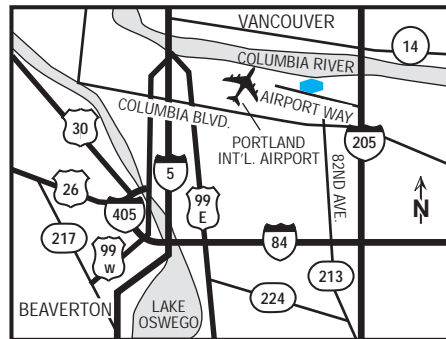 VANCOUVER
14
COLUMBIA RIVER
AIRPORT WAY
COLUMBIA BLVD.
30
PORTLAND
INT'L. AIRPORT
82ND AVE.
205
5
26
99
E
N
405
217
99
W
84
213
224
BEAVERTON
LAKE
OSWEGO